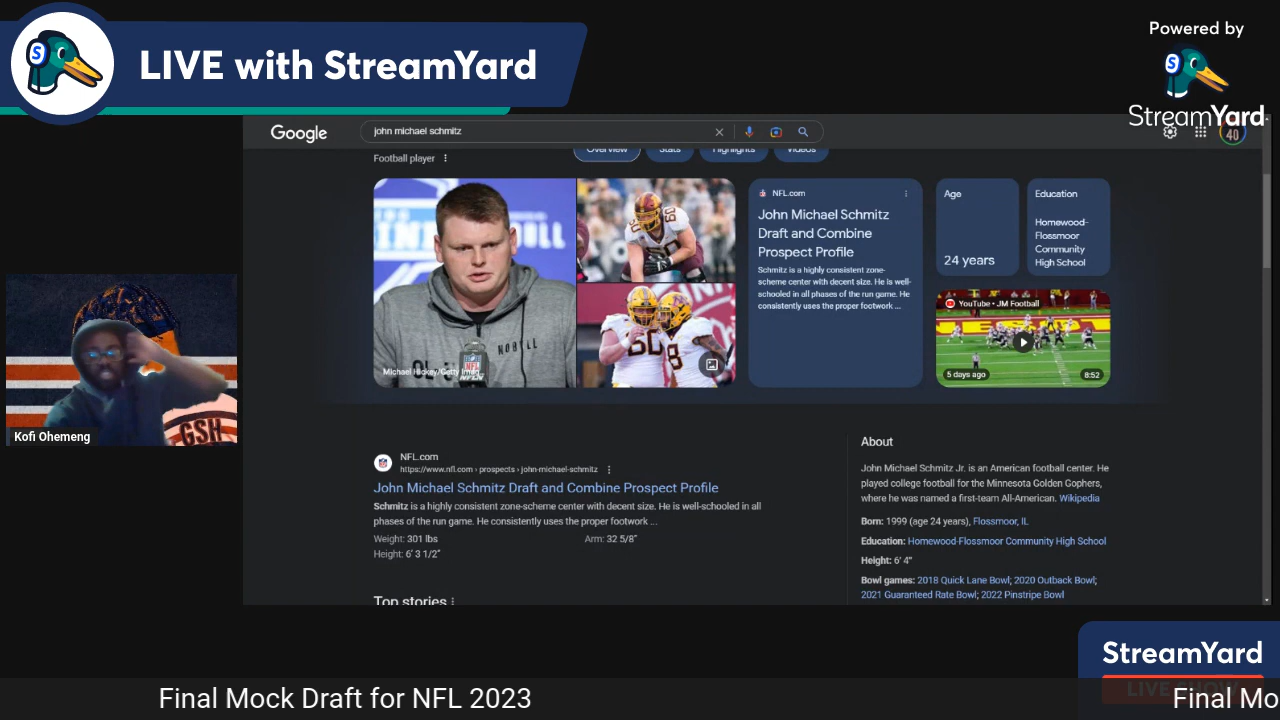 LIVE with StreamYard
Powered by
StreamYard
Google
john michael schmitz
40
Football player
Overview
Stats
Highlights
Videos
Michael Hickey/Getty Imag
NFL.com
John Michael Schmitz
Draft and Combine
Prospect Profile
Schmitz is a highly consistent zone-
scheme center with decent size. He is well-
schooled in all phases of the run game. He
consistently uses the proper footwork ...
Age
24 years
Education
Homewood-
Flossmoor
Community
High School
YouTube • JM Football
5 days ago
8:52
Kofi Ohemeng
GSH
NFL.com
https://www.nfl.com › prospects › john-michael-schmitz
John Michael Schmitz Draft and Combine Prospect Profile
Schmitz is a highly consistent zone-scheme center with decent size. He is well-schooled in all
phases of the run game. He consistently uses the proper footwork ...
Weight: 301 lbs
Arm: 32 5/8"
Height: 6' 3 1/2"
Top stories
About
John Michael Schmitz Jr. is an American football center. He
played college football for the Minnesota Golden Gophers,
where he was named a first-team All-American. Wikipedia
Born: 1999 (age 24 years), Flossmoor, IL
Education: Homewood-Flossmoor Community High School
Height: 6' 4"
Bowl games: 2018 Quick Lane Bowl; 2020 Outback Bowl;
2021 Guaranteed Rate Bowl; 2022 Pinstripe Bowl
StreamYard
LIVE SHOW
Final Mock Draft for NFL 2023
Final Mo